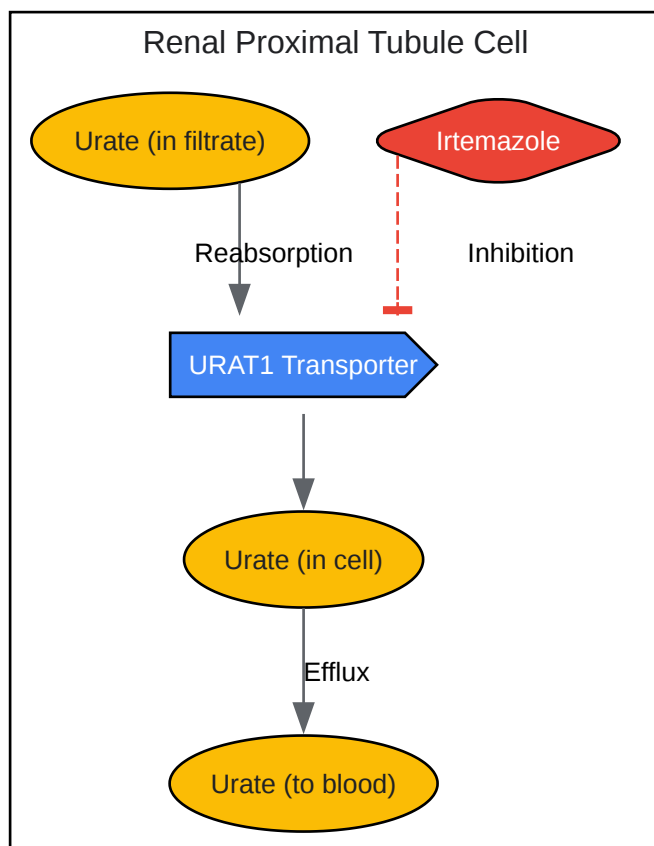 Renal Proximal Tubule Cell
Urate (in filtrate)
Irtemazole
Reabsorption
Inhibition
URAT1 Transporter
Urate (in cell)
Efflux
Urate (to blood)